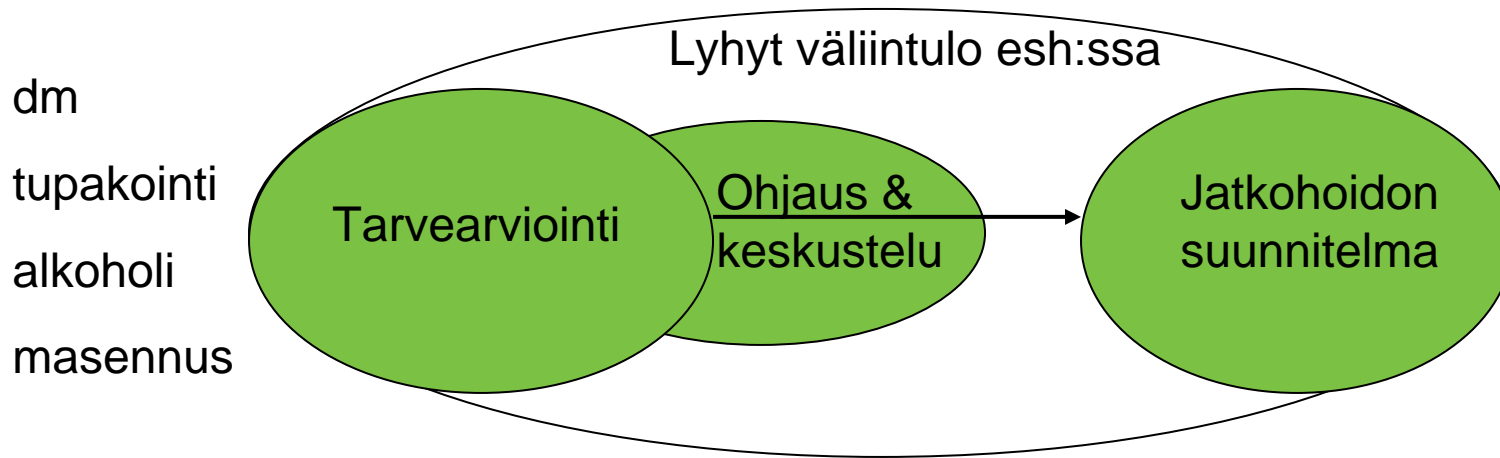 Lyhyt väliintulo esh:ssa
dm
tupakointi
alkoholi
masennus
Tarvearviointi
Ohjaus &
keskustelu
Jatkohoidon
suunnitelma